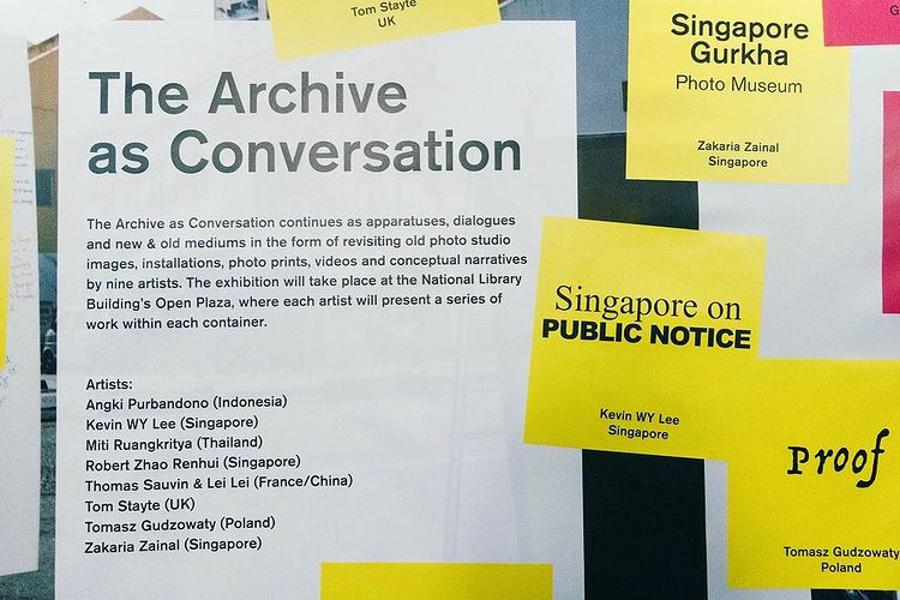 Tom Stayte
UK
The Archive
as Conversation
The Archive as Conversation continues as apparatuses, dialogues
and new & old mediums in the form of revisiting old photo studio
images, installations, photo prints, videos and conceptual narratives
by nine artists. The exhibition will take place at the National Library
Building's Open Plaza, where each artist will present a series of
work within each container.
Artists:
Angki Purbandono (Indonesia)
Kevin WY Lee (Singapore)
Miti Ruangkritya (Thailand)
Robert Zhao Renhui (Singapore)
Thomas Sauvin & Lei Lei (France/China)
Tom Stayte (UK)
Tomasz Gudzowaty (Poland)
Zakaria Zainal (Singapore)
Singapore
Gurkha
Photo Museum
Zakaria Zainal
Singapore
Singapore on
PUBLIC NOTICE
Kevin WY Lee
Singapore
Proof
Tomasz Gudzowaty
Poland